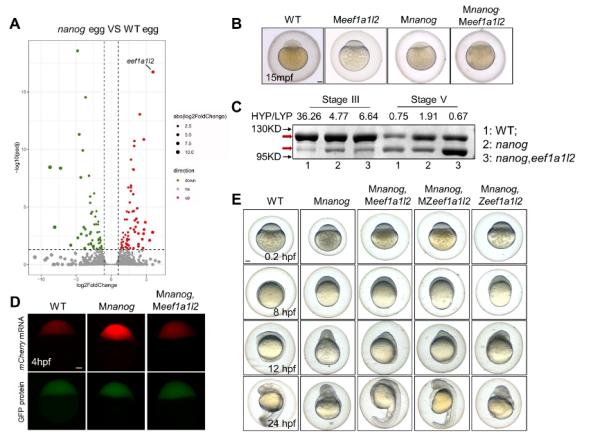 A
nanog egg VS WT egg
eef1a1l2
15
10
5
0
-log10(padj)
-10
-5
0
5
log2FoldChange
abs(log2FoldChange)
2.5
5.0
7.5
10.0
direction
down
ns
up
B
WT
Meef1a1l2
Mnanog
Mnanog·
Meef1a1l2
15mpf
C
Stage III
Stage V
HYP/LYP
36.26
4.77
6.64
0.75
1.91
0.67
130KD
95KD
1
2
3
1
2
3
1: WT;
2: nanog
3: nanog,eef1a1l2
D
WT
Mnanog
Mnanog,
Meef1a1l2
mCherry mRNA
4hpf
GFP protein
E
WT
Mnanog
Mnanog,
Meef1a1l2
Mnanog,
MZeef1a1l2
Mnanog,
Zeef1a1l2
0.2 hpf
8 hpf
12 hpf
24 hpf